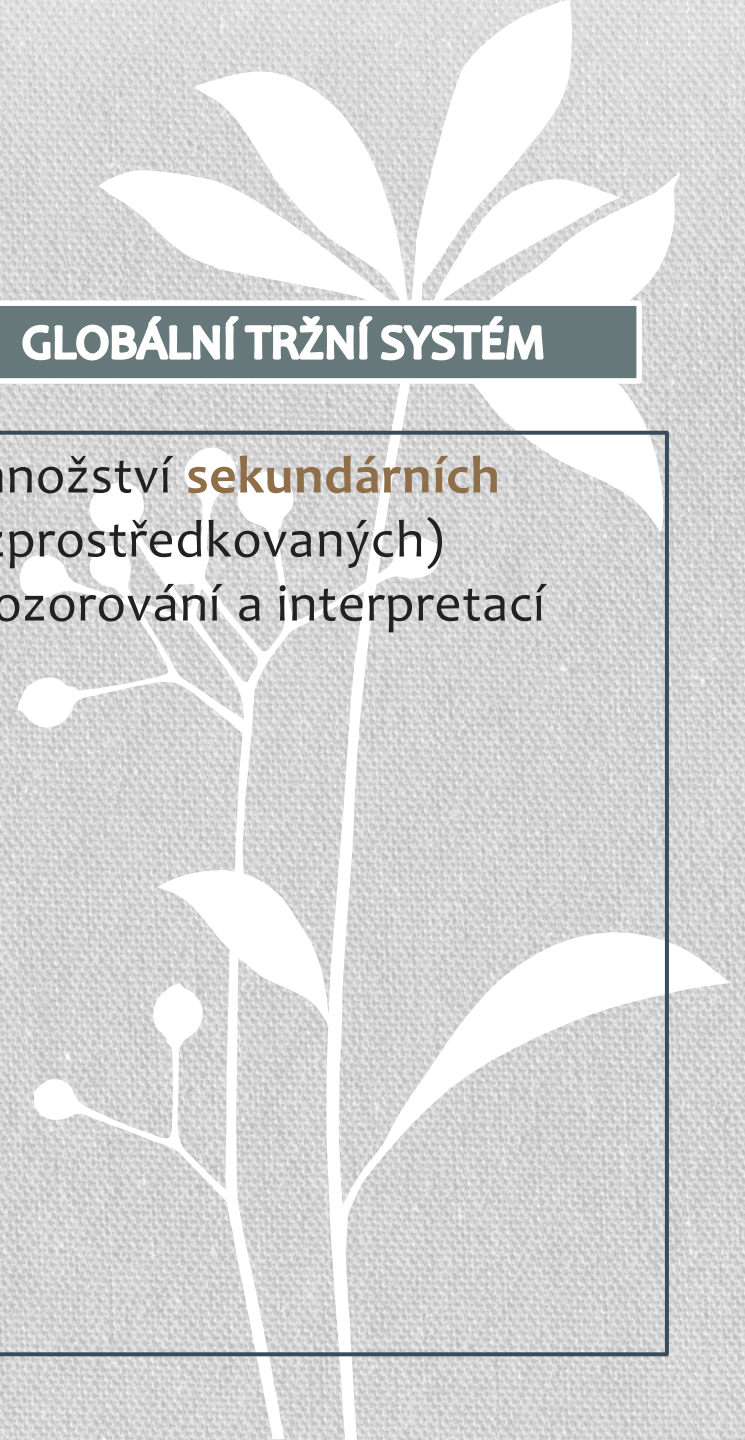 GLOBÁLNÍ TRŽNÍ SYSTÉM
nožství sekundárních
zprostředkovaných)
ozorování a interpretací